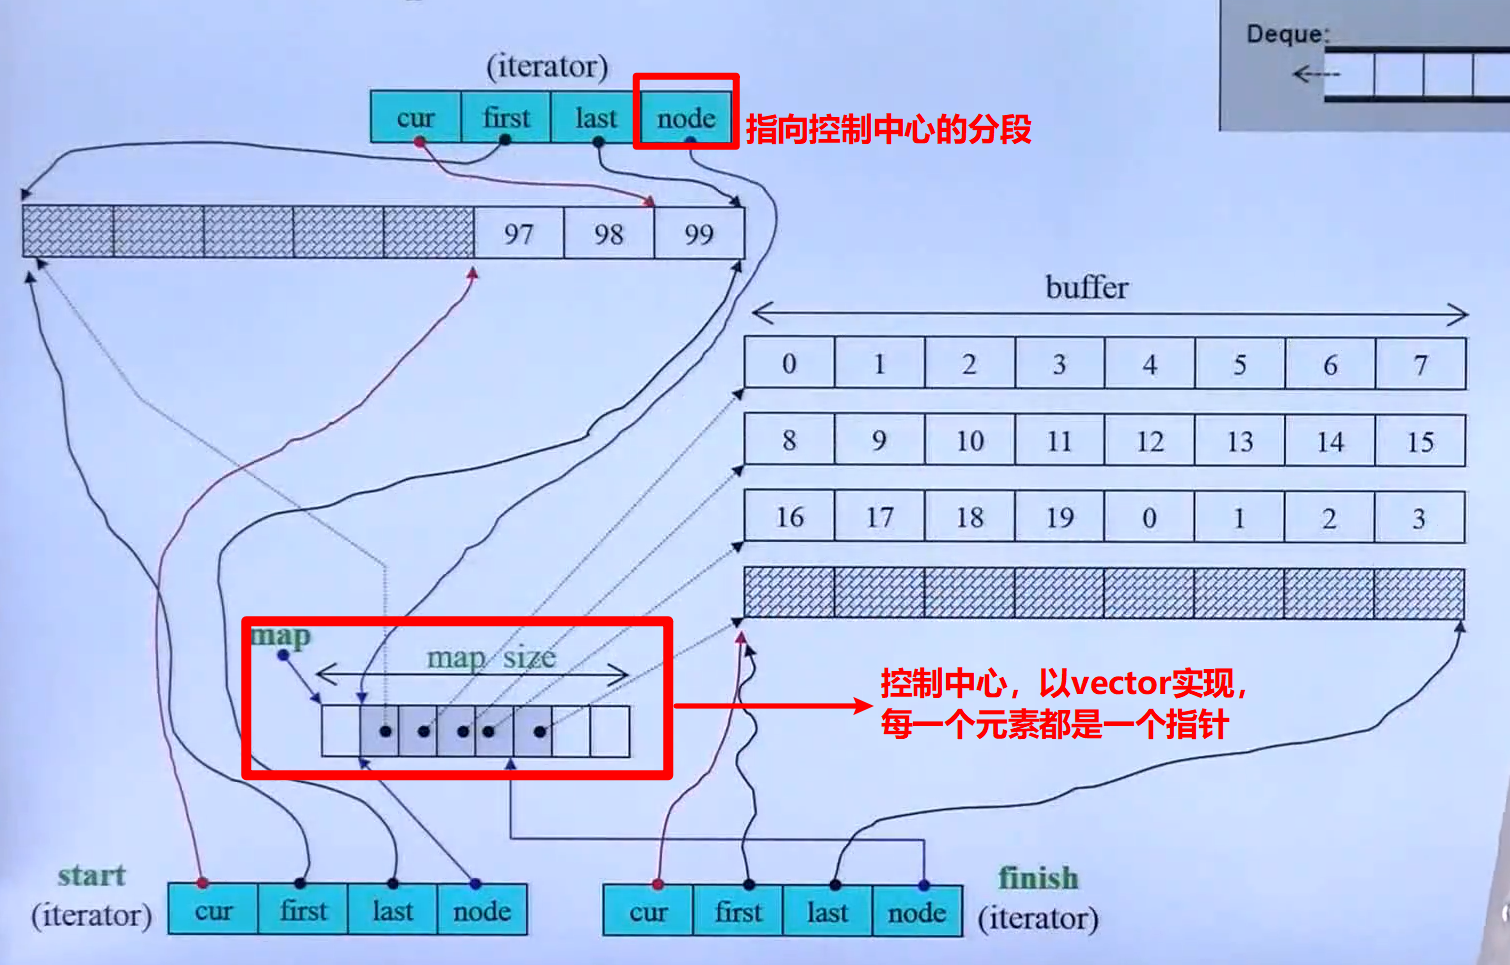 Deque:
(iterator)
cur first last node
指向控制中心的分段
97 98 99
buffer
0 1 2 3 4 5 6 7
8 9 10 11 12 13 14 15
16 17 18 19 0 1 2 3
map
map size
控制中心，以vector实现，
每一个元素都是一个指针
start
(iterator)
cur first last node
cur first last node
finish
(iterator)